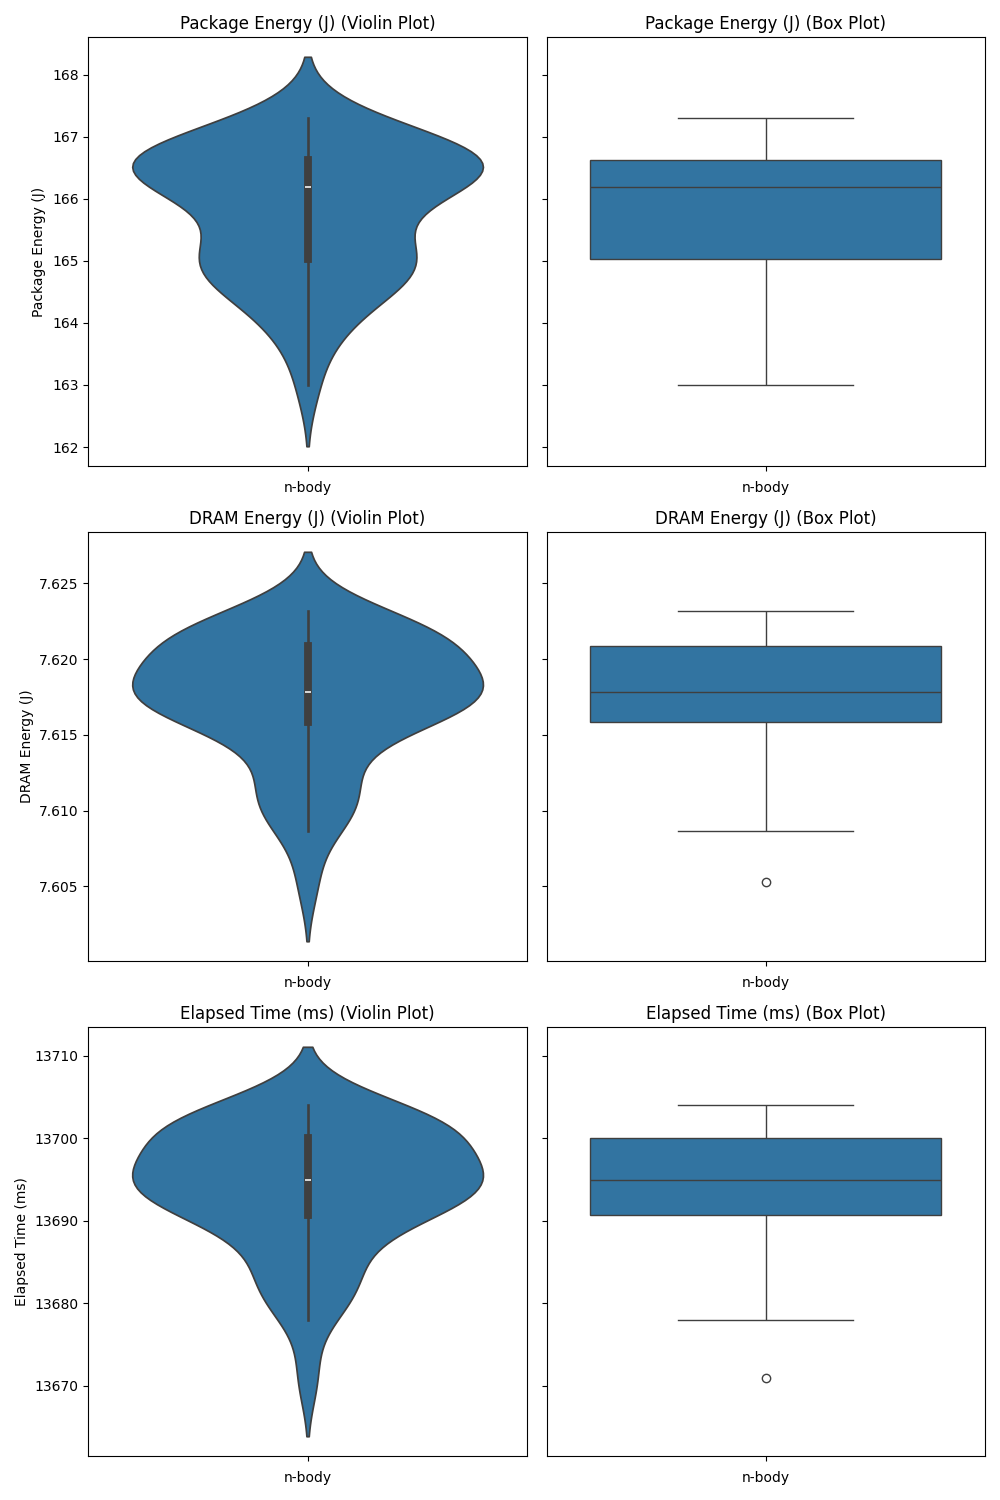 Package Energy (J) (Violin Plot)
Package Energy (J) (Box Plot)
168
167
166
165
164
163
162
Package Energy (J)
n-body
n-body
DRAM Energy (J) (Violin Plot)
DRAM Energy (J) (Box Plot)
7.625
7.620
7.615
7.610
7.605
DRAM Energy (J)
n-body
n-body
Elapsed Time (ms) (Violin Plot)
Elapsed Time (ms) (Box Plot)
13710
13700
13690
13680
13670
Elapsed Time (ms)
n-body
n-body